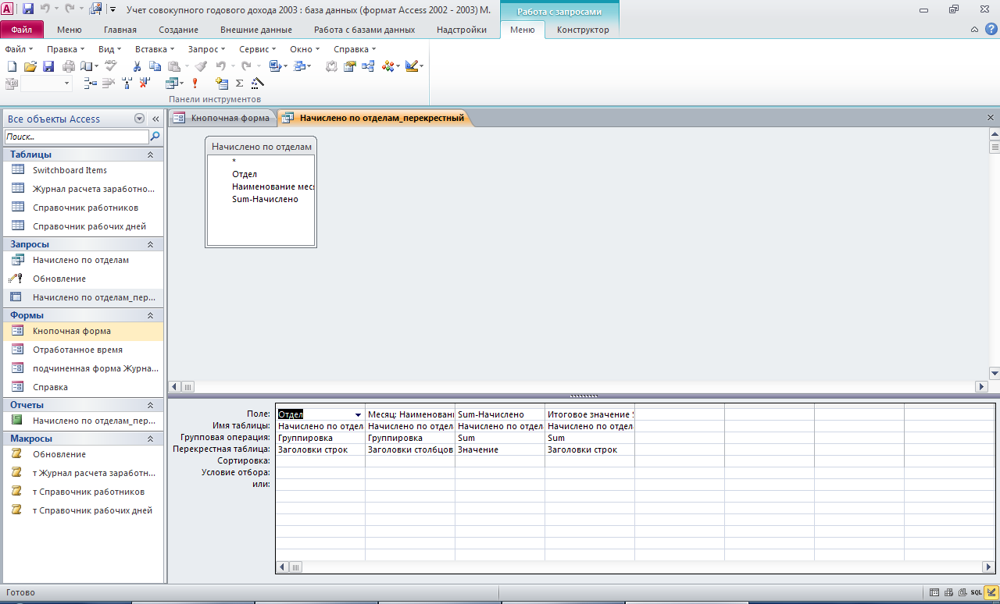 Учет совокупного годового дохода 2003 : база данных (формат Access 2002 - 2003) М.
Работа с запросами
Файл Меню Главная Создание Внешние данные Работа с базами данных Надстройки Меню Конструктор
Файл Правка Вид Вставка Запрос Сервис Окно Справка
Панели инструментов
Все объекты Access
Поиск...
Таблицы
Switchboard Items
Журнал расчета заработно...
Справочник работников
Справочник рабочих дней
Запросы
Начислено по отделам
Обновление
Начислено по отделам_пер...
Формы
Кнопочная форма
Отработанное время
подчиненная форма Журна...
Справка
Отчеты
Начислено по отделам_пер...
Макросы
Обновление
т Журнал расчета заработн...
т Справочник работников
т Справочник рабочих дней
Кнопочная форма Начислено по отделам_перекрестный
Начислено по отделам
*
Отдел
Наименование мес
Sum-Начислено
Поле: Отдел Месяц: Наименован Sum-Начислено Итоговое значение
Имя таблицы: Начислено по отдел Начислено по отдел Начислено по отдел Начислено по отдел
Групповая операция: Группировка Группировка Sum Sum
Перекрестная таблица: Заголовки строк Заголовки столбцов Значение Заголовки строк
Сортировка:
Условие отбора:
или:
Готово
SQL